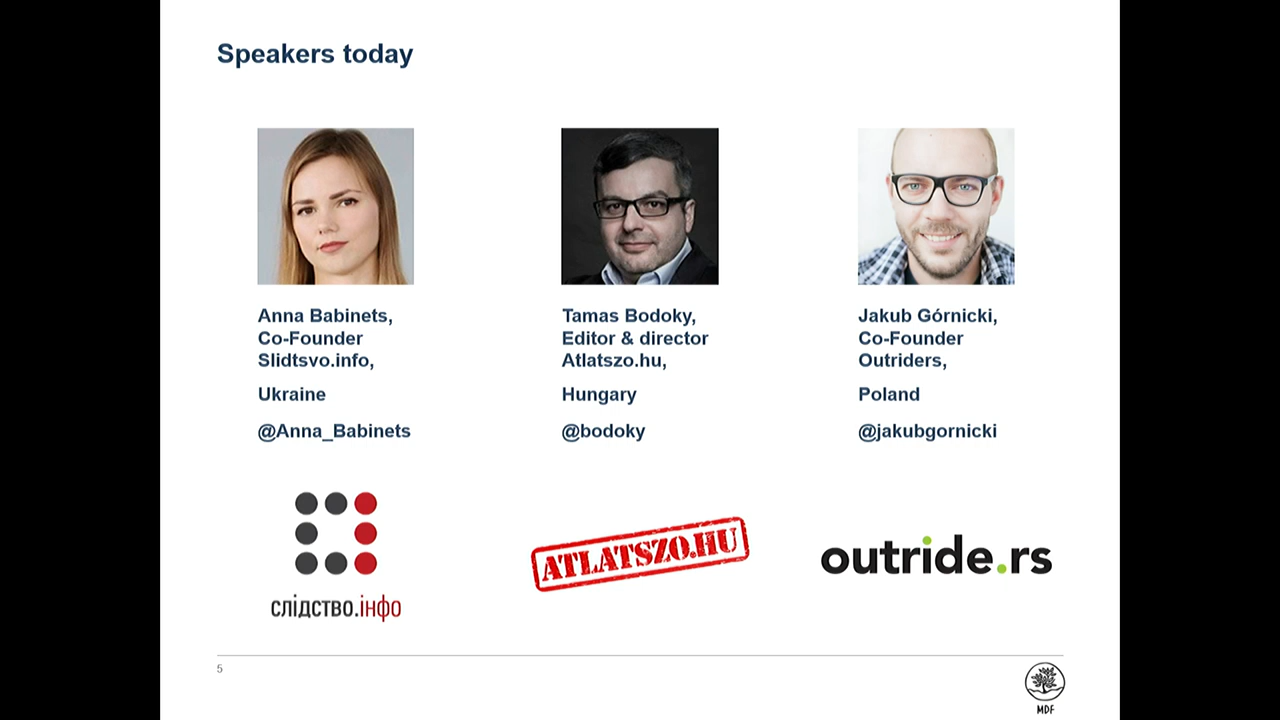 Speakers today
Anna Babinets,
Co-Founder
Slidtsvo.info,
Ukraine
@Anna_Babinets
Tamas Bodoky,
Editor & director
Atlatszo.hu,
Hungary
@bodoky
Jakub Górnicki,
Co-Founder
Outriders,
Poland
@jakubgornicki
слідство.інфо
ATLATSZO.HU
outride.rs
5
MDF